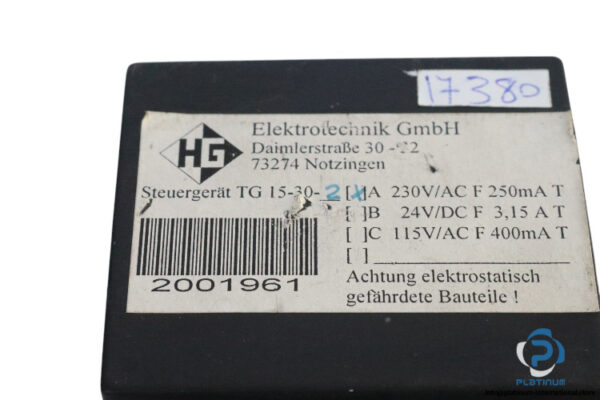 17380
HG
Elektrotechnik GmbH
Daimlerstraße 30 -
73274 Notzingen
Steuergerät TG 15-30-2 [x]A 230V/AC F 250mA T
[ ]B 24V/DC F 3,15 A T
[ ]C 115V/AC F 400mA T
[ ]
2001961
Achtung elektrostatisch
gefährdete Bauteile !
PLATINUM